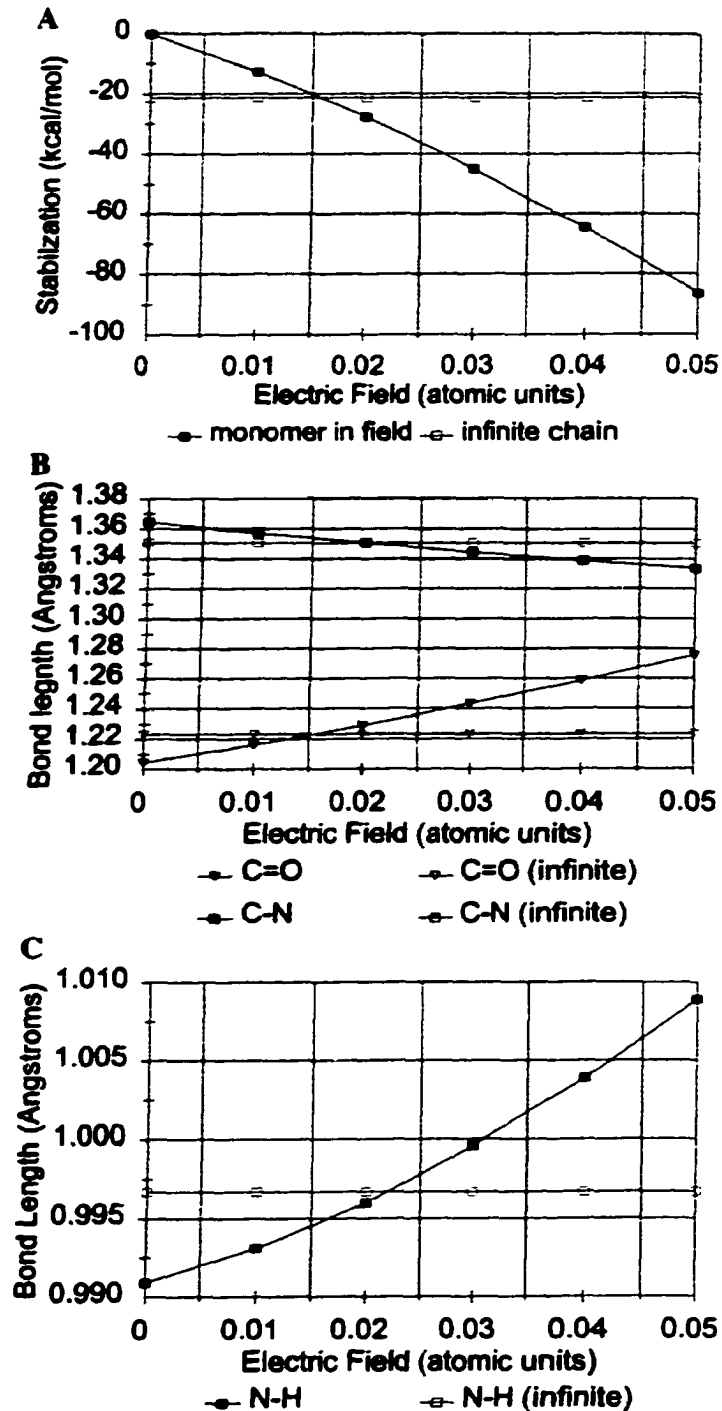 A
0
-20
-40
-60
-80
-100
Stabilzation (kcal/mol)
0 0.01 0.02 0.03 0.04 0.05
Electric Field (atomic units)
monomer in field infinite chain
B
1.38
1.36
1.34
1.32
1.30
1.28
1.26
1.24
1.22
1.20
Bond legnth (Angstroms)
0 0.01 0.02 0.03 0.04 0.05
Electric Field (atomic units)
C=O C=O (infinite)
C-N C-N (infinite)
C
1.010
1.005
1.000
0.995
0.990
Bond Length (Angstroms)
0 0.01 0.02 0.03 0.04 0.05
Electric Field (atomic units)
N-H N-H (infinite)